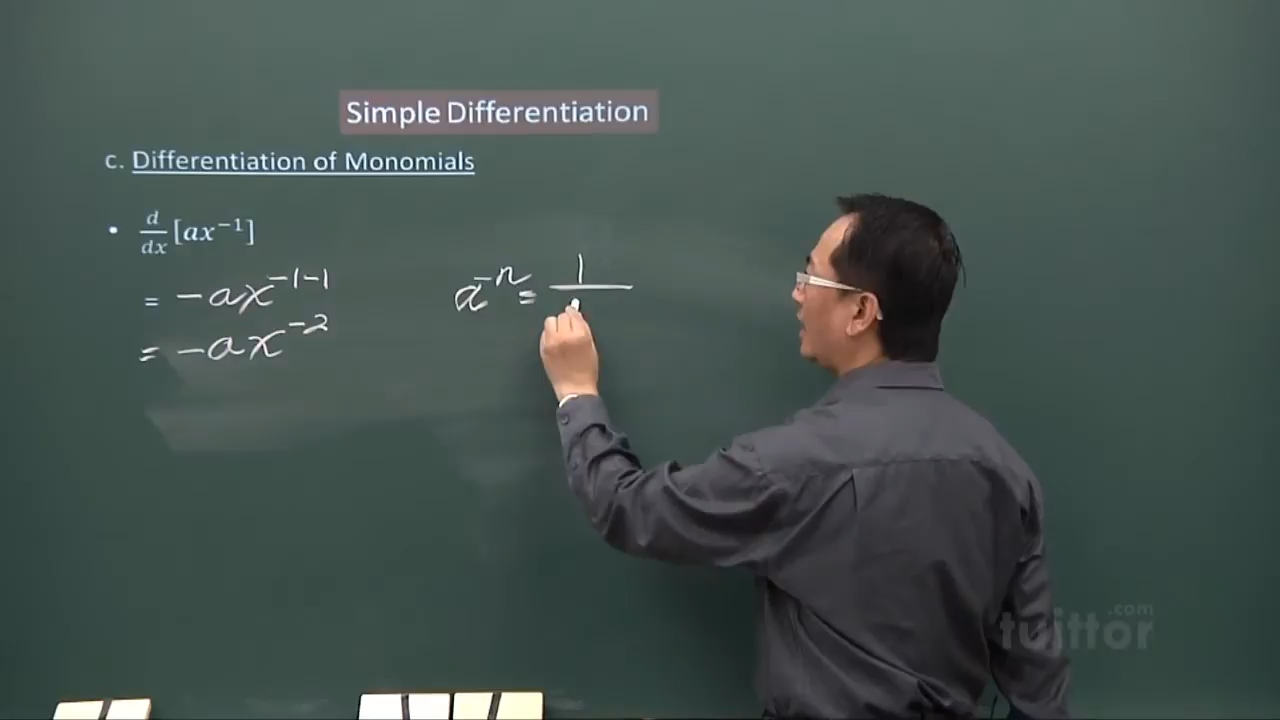 Simple Differentiation
c. Differentiation of Monomials
• d/dx [ax⁻¹]
= -ax⁻¹⁻¹
= -ax⁻²
a⁻ⁿ = 1/
tuittor.com